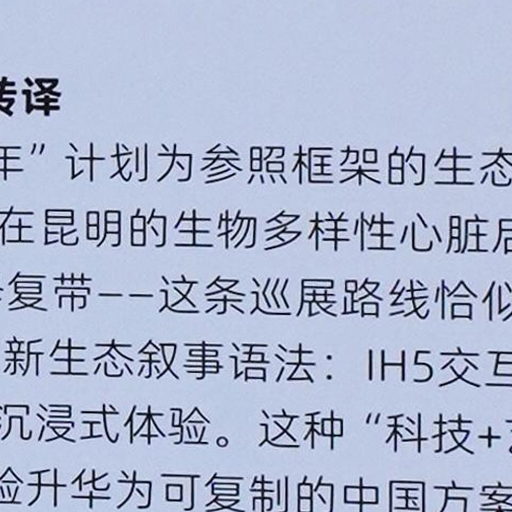 转译
年”计划为参照框架的生态
在昆明的生物多样性心脏后
复带——这条巡展路线恰似
新生态叙事语法：IH5交互
沉浸式体验。这种“科技+
验升华为可复制的中国方案